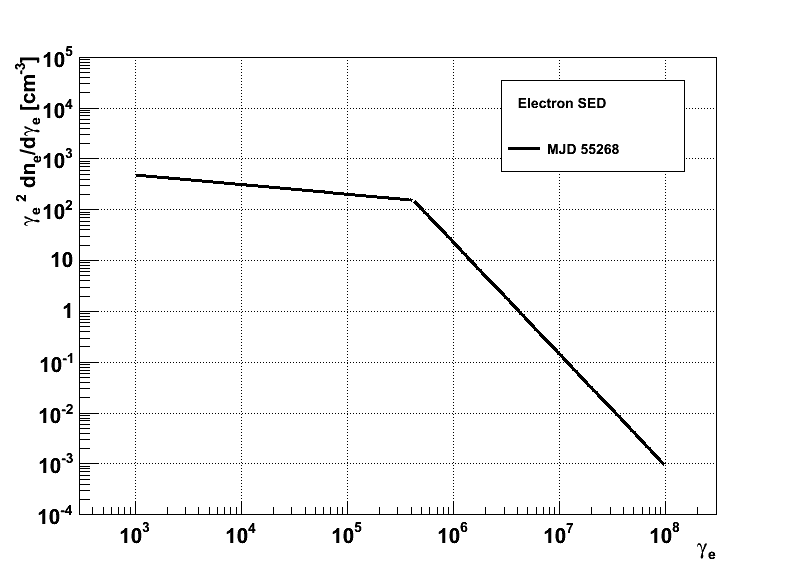 γₑ² dnₑ/dγₑ [cm⁻³]
10⁵
10⁴
10³
10²
10
1
10⁻¹
10⁻²
10⁻³
10⁻⁴
Electron SED
MJD 55268
10³ 10⁴ 10⁵ 10⁶ 10⁷ 10⁸
γₑ